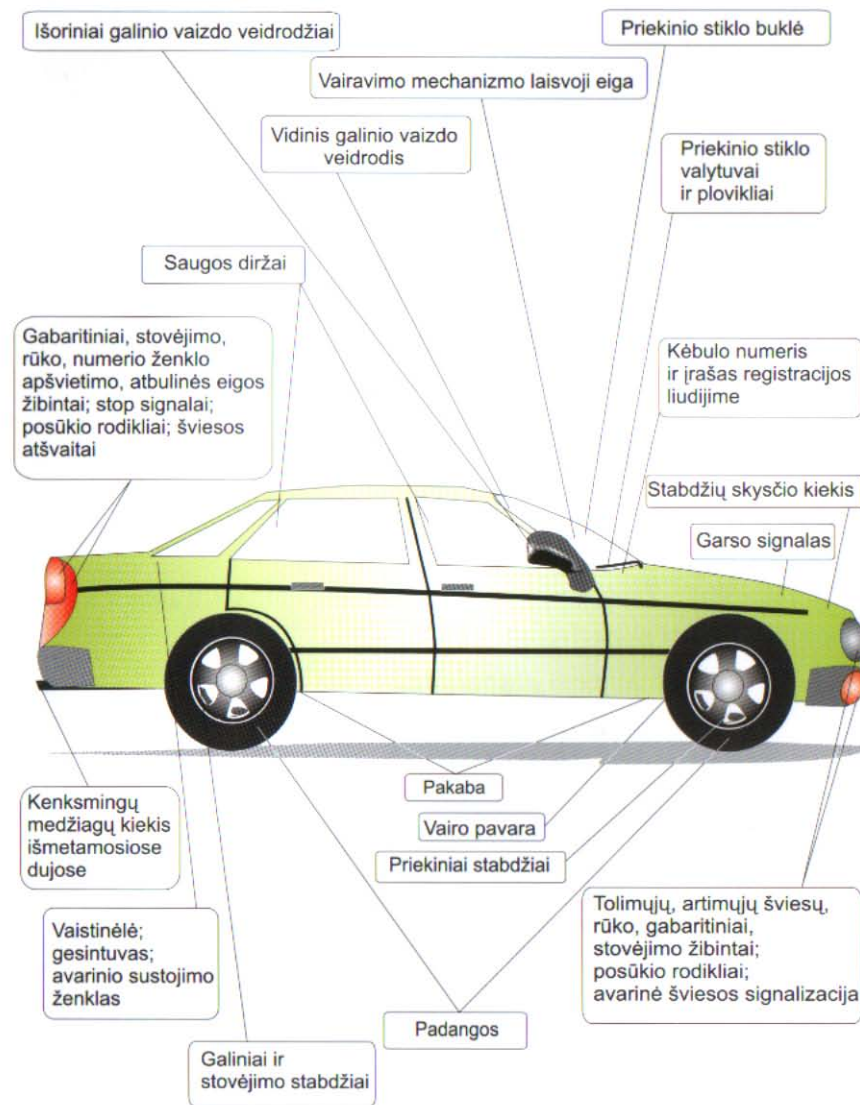 Išoriniai galinio vaizdo veidrodžiai
Priekinio stiklo buklė
Vairavimo mechanizmo laisvoji eiga
Vidinis galinio vaizdo
veidrodis
Priekinio stiklo
valytuvai
ir plovikliai
Saugos diržai
Gabaritiniai, stovėjimo,
rūko, numerio ženklo
apšvietimo, atbulinės eigos
žibintai; stop signalai;
posūkio rodikliai; šviesos
atšvaitai
Kėbulo numeris
ir įrašas registracijos
liudijime
Stabdžių skysčio kiekis
Garso signalas
Pakaba
Kenksmingų
medžiagų kiekis
išmetamosiose
dujose
Vairo pavara
Priekiniai stabdžiai
Tolimųjų, artimųjų šviesų,
rūko, gabaritiniai,
stovėjimo žibintai;
posūkio rodikliai;
avarinė šviesos signalizacija
Vaistinėlė;
gesintuvas;
avarinio sustojimo
ženklas
Padangos
Galiniai ir
stovėjimo stabdžiai